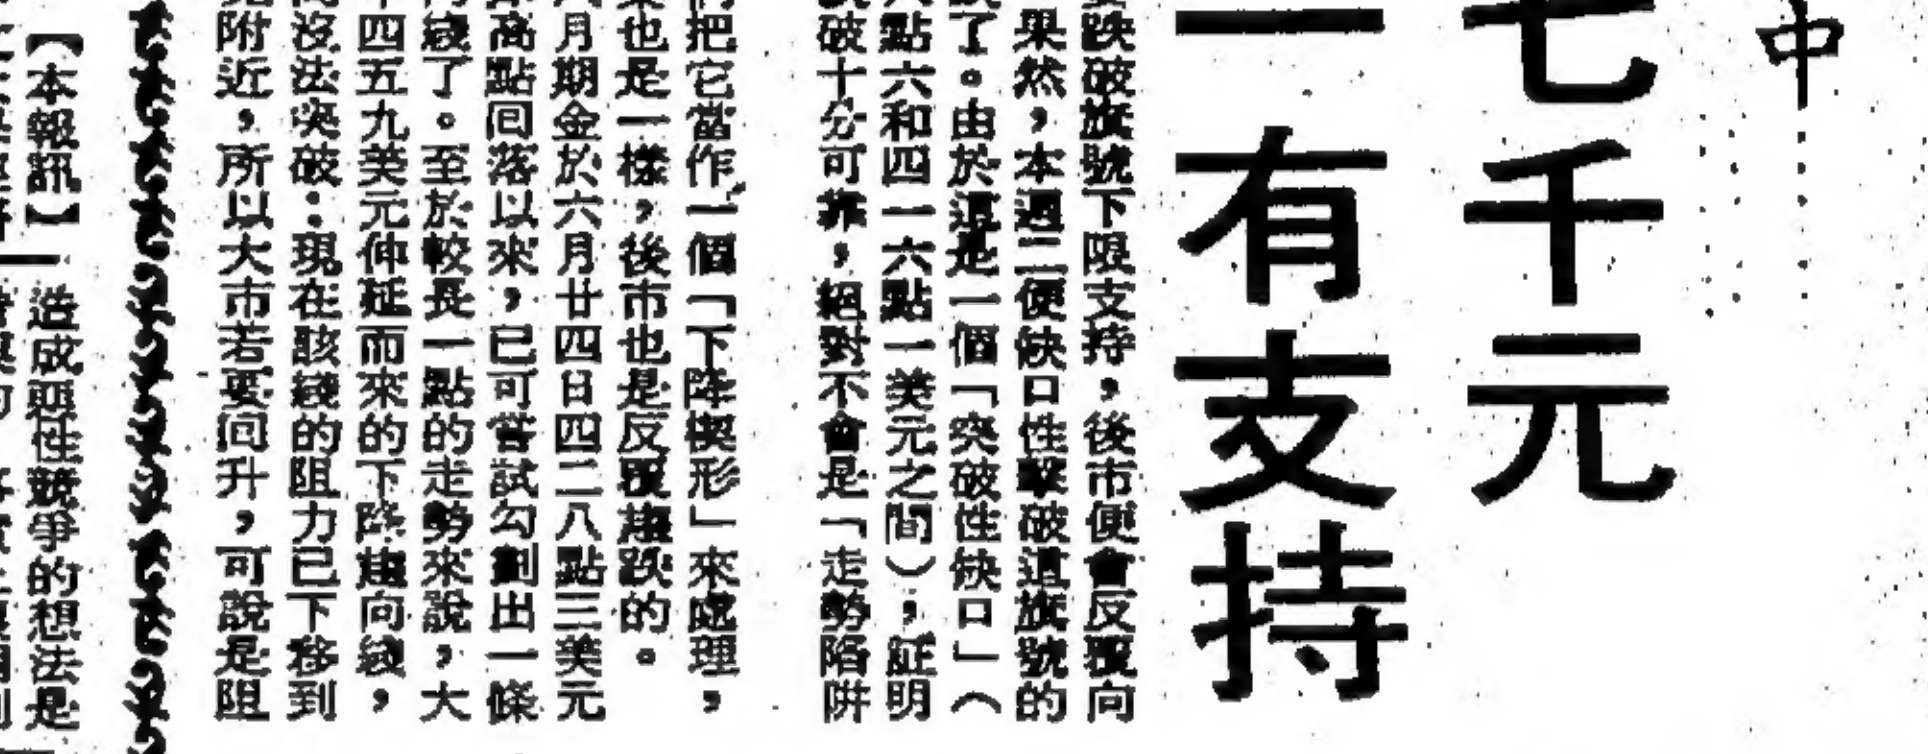 中
七千元
一有支持
跌破旗號下限支持，後市便會反覆向
果然，本週二便缺口性擊破這旗號的
了。由於這是一個「突破性缺口」（
六點六和四一六點一美元之間），証明
破十分可靠，絕對不會是「走勢陷阱
把它當作一個「下降楔形」來處理，
也是一樣，後市也是反覆趨跌的。
月期金於六月廿四日四二八點三美元
高點回落以來，已可嘗試勾劃出一條
綫了。至於較長一點的走勢來說，大
四五九美元伸延而來的下降趨向綫，
沒法突破：現在該綫的阻力已下移到
附近，所以大市若要回升，可說是阻
【本報訊】一造成惡性競爭的想法是